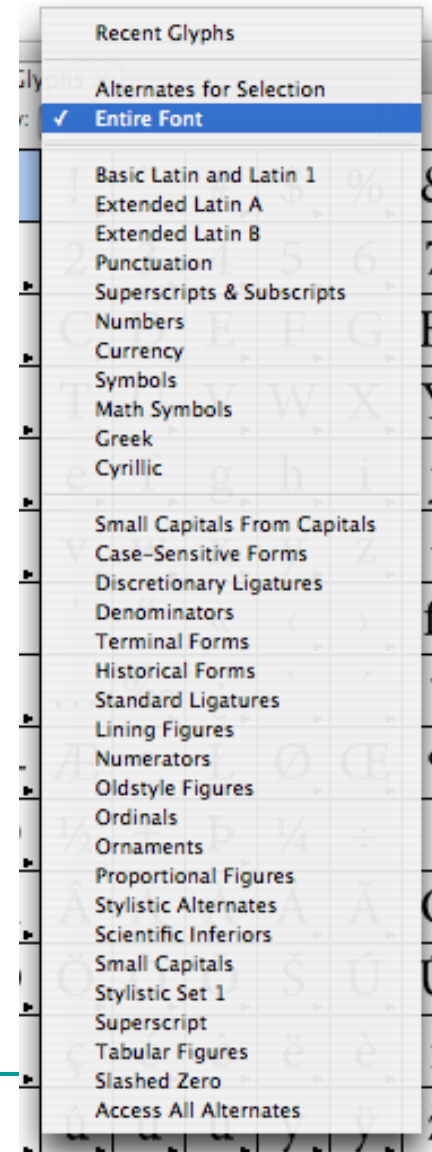 Recent Glyphs
Alternates for Selection
✓ Entire Font
Basic Latin and Latin 1
Extended Latin A
Extended Latin B
Punctuation
Superscripts & Subscripts
Numbers
Currency
Symbols
Math Symbols
Greek
Cyrillic
Small Capitals From Capitals
Case-Sensitive Forms
Discretionary Ligatures
Denominators
Terminal Forms
Historical Forms
Standard Ligatures
Lining Figures
Numerators
Oldstyle Figures
Ordinals
Ornaments
Proportional Figures
Stylistic Alternates
Scientific Inferiors
Small Capitals
Stylistic Set 1
Superscript
Tabular Figures
Slashed Zero
Access All Alternates